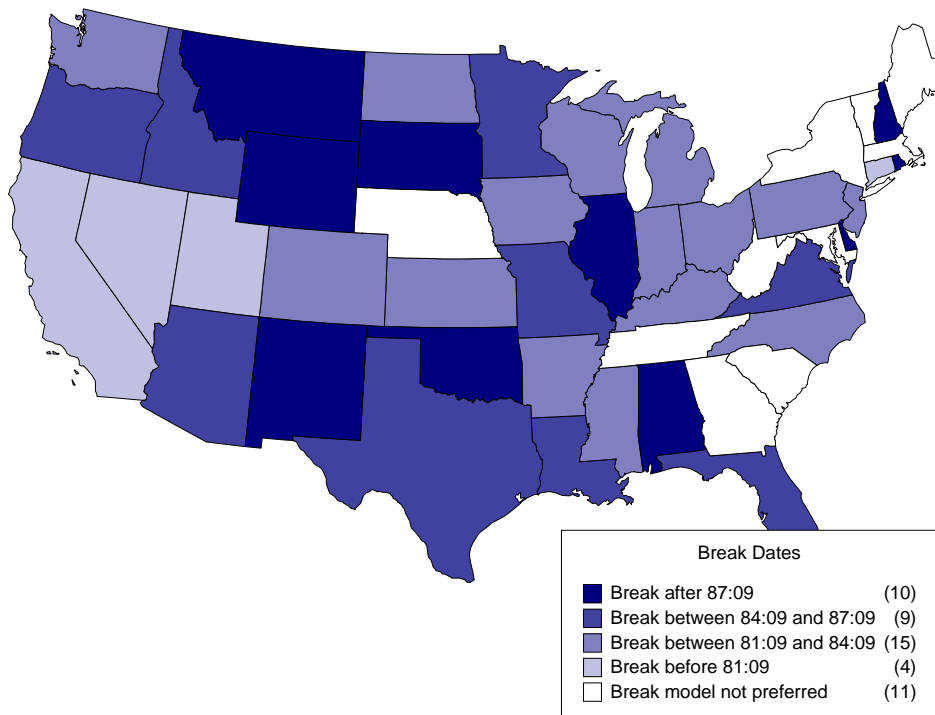 Break Dates
Break after 87:09 (10)
Break between 84:09 and 87:09 (9)
Break between 81:09 and 84:09 (15)
Break before 81:09 (4)
Break model not preferred (11)